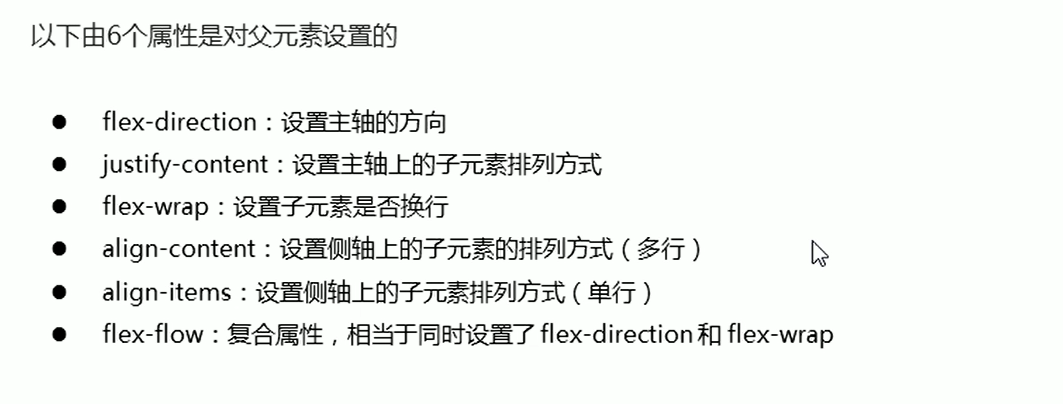 以下由6个属性是对父元素设置的
● flex-direction：设置主轴的方向
● justify-content：设置主轴上的子元素排列方式
● flex-wrap：设置子元素是否换行
● align-content：设置侧轴上的子元素的排列方式（多行）
● align-items：设置侧轴上的子元素排列方式（单行）
● flex-flow：复合属性，相当于同时设置了 flex-direction 和 flex-wrap